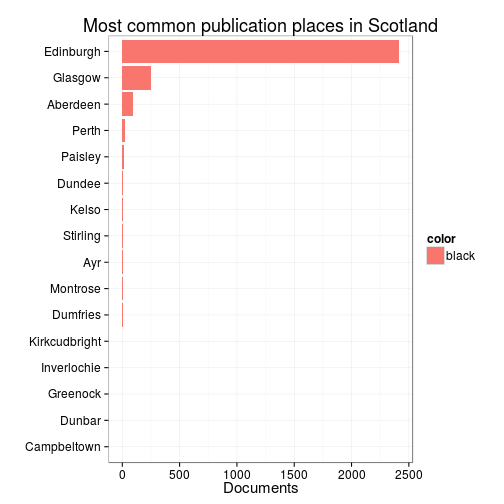 Most common publication places in Scotland
Edinburgh
Glasgow
Aberdeen
Perth
Paisley
Dundee
Kelso
Stirling
Ayr
Montrose
Dumfries
Kirkcudbright
Inverlochie
Greenock
Dunbar
Campbeltown
0 500 1000 1500 2000 2500
Documents
color
black